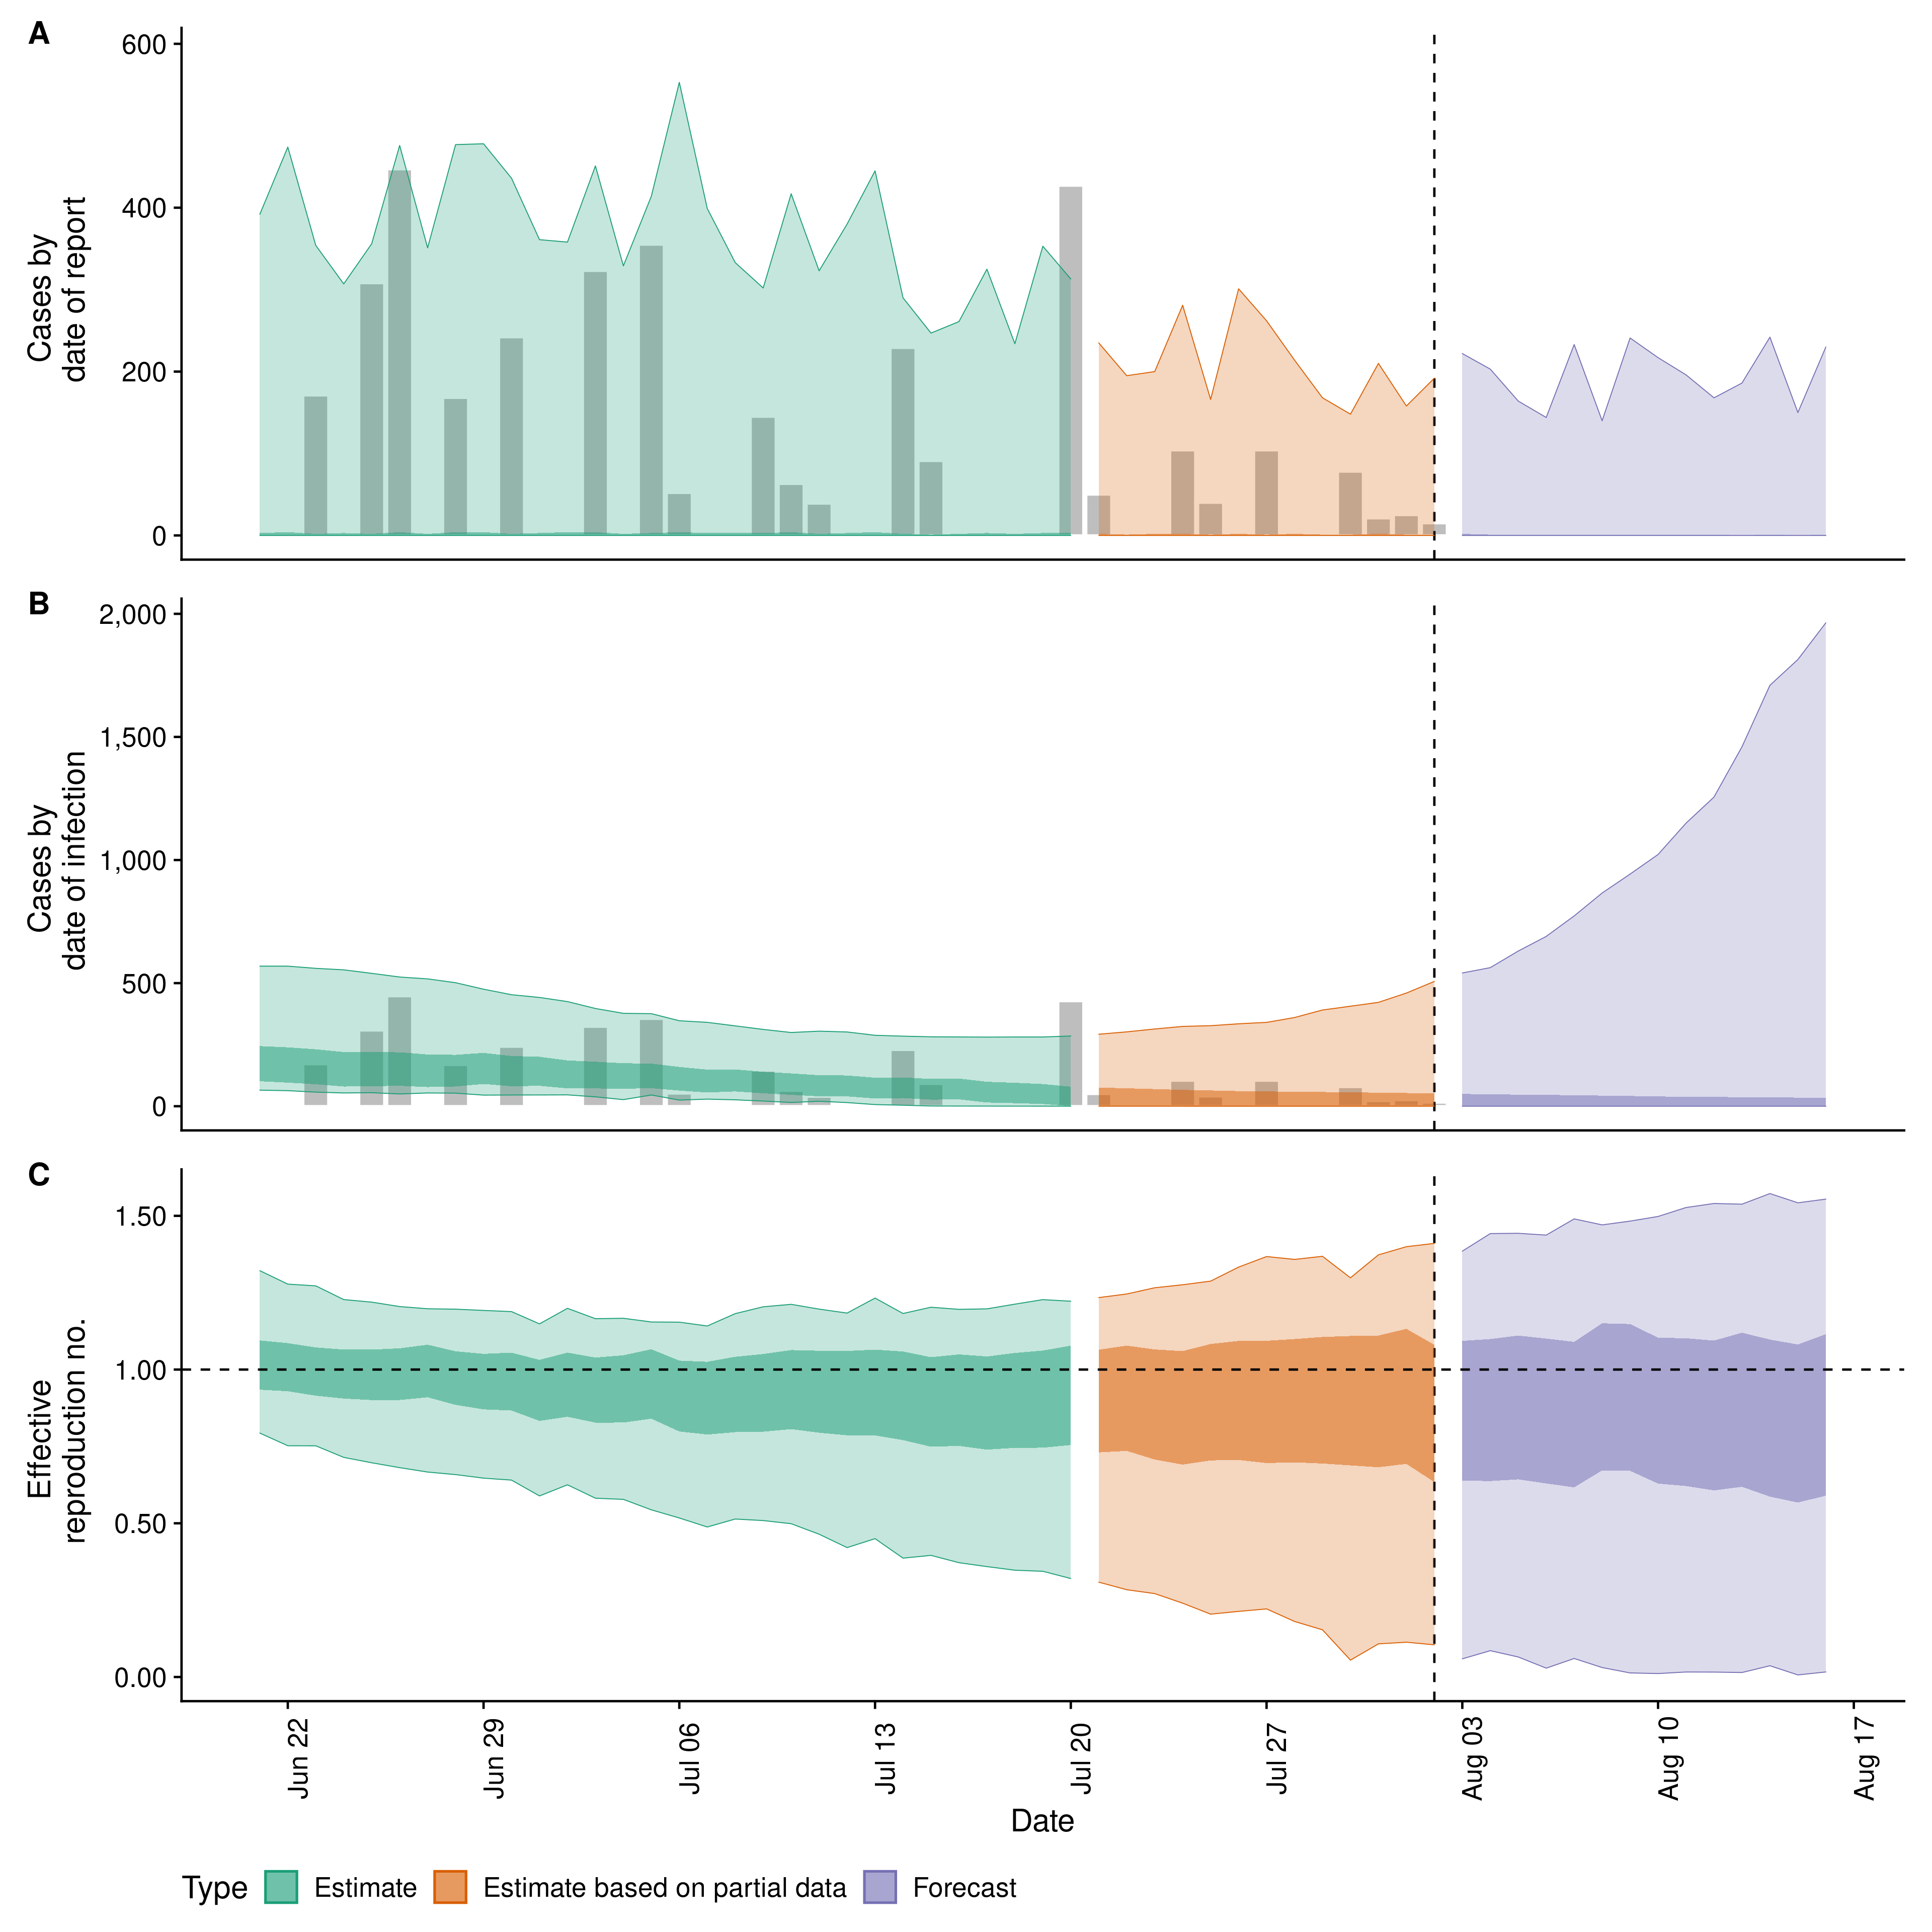 A
600
400
200
0
Cases by
date of report
B
2,000
1,500
1,000
500
0
Cases by
date of infection
C
1.50
1.00
0.50
0.00
Effective
reproduction no.
Jun 22
Jun 29
Jul 06
Jul 13
Jul 20
Jul 27
Aug 03
Aug 10
Aug 17
Date
Type Estimate Estimate based on partial data Forecast